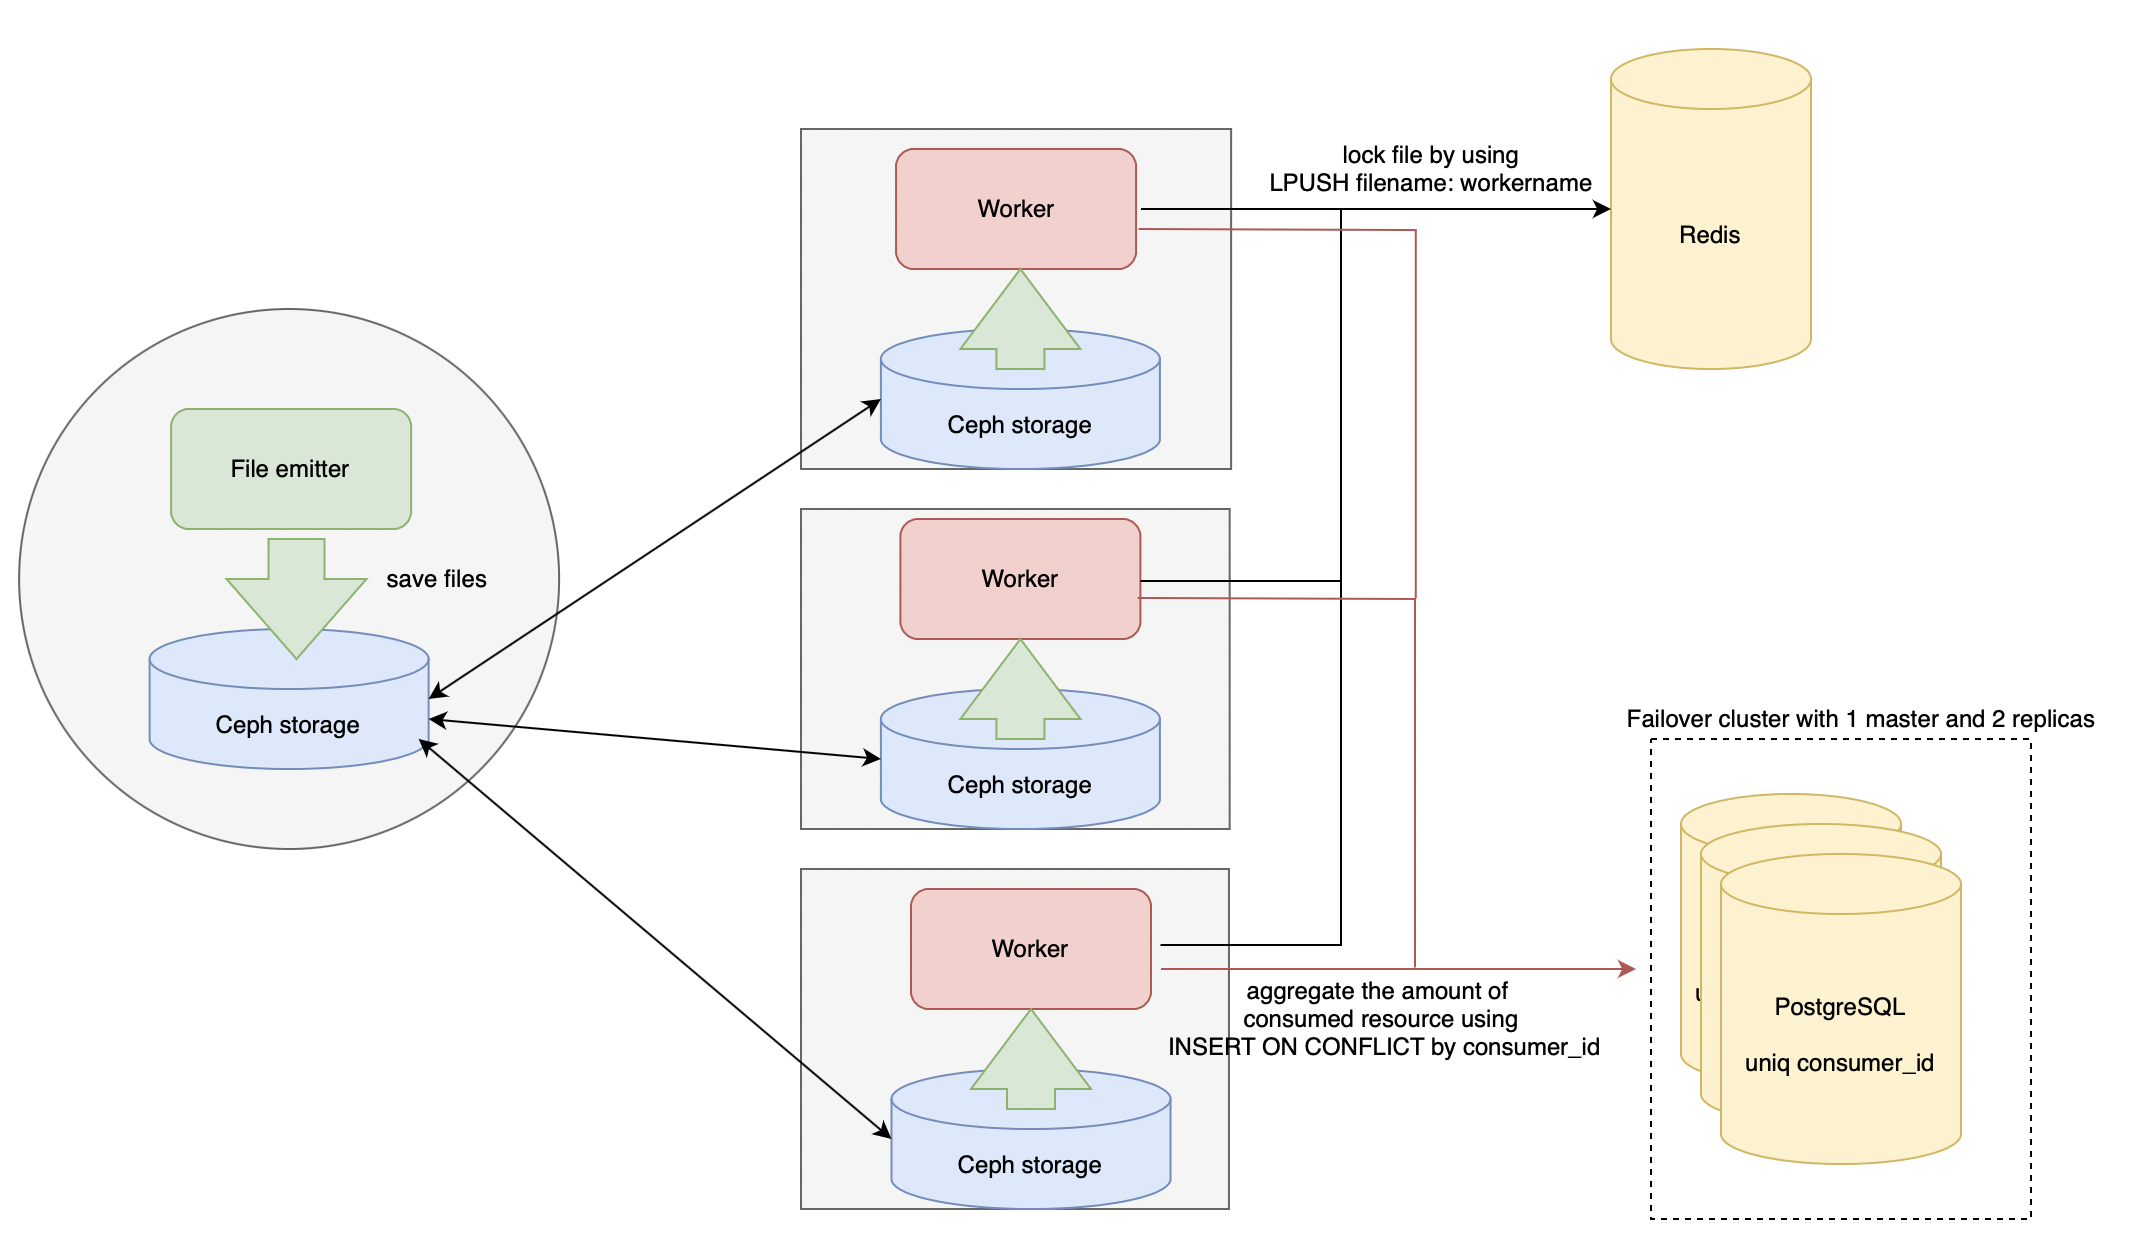 lock file by using
LPUSH filename: workername
Worker
Redis
Ceph storage
File emitter
save files
Ceph storage
Worker
Ceph storage
Failover cluster with 1 master and 2 replicas
Worker
aggregate the amount of
consumed resource using
INSERT ON CONFLICT by consumer_id
PostgreSQL
uniq consumer_id
Ceph storage